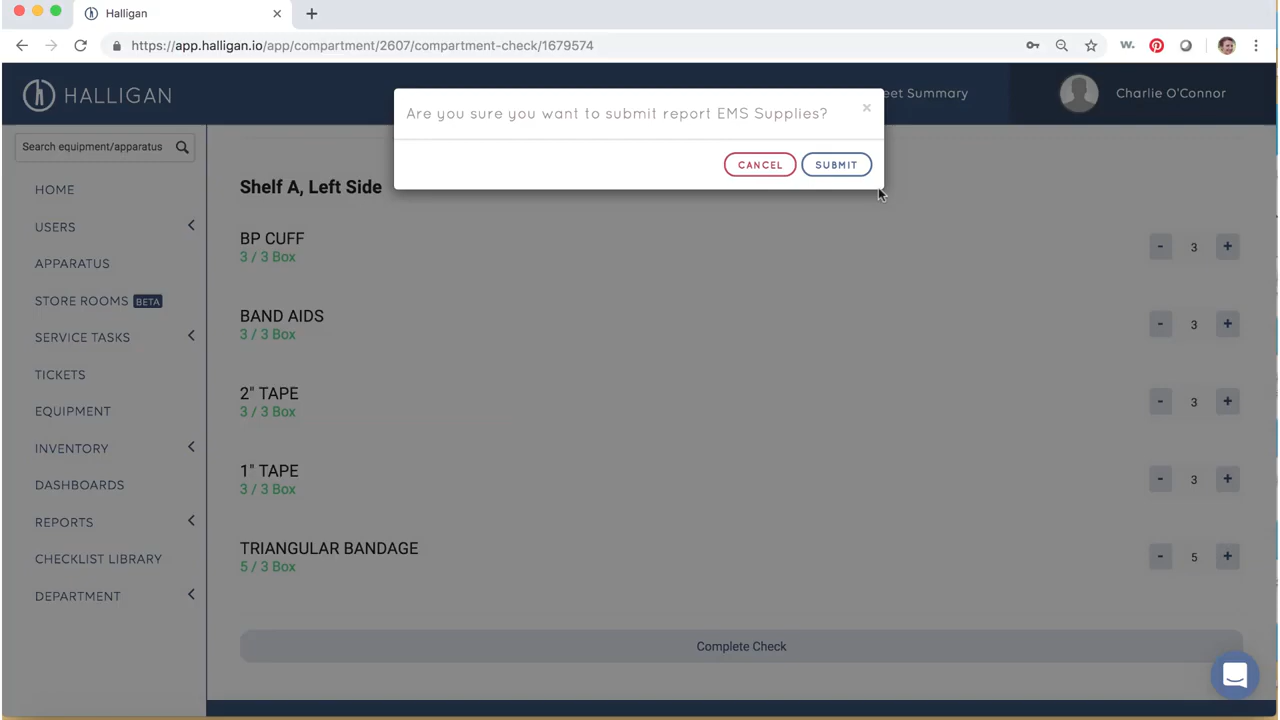 Halligan
https://app.halligan.io/app/compartment/2607/compartment-check/1679574
W.
HALLIGAN
eet Summary
Charlie O'Connor
Are you sure you want to submit report EMS Supplies?
×
CANCEL
SUBMIT
Search equipment/apparatus
HOME
USERS
APPARATUS
STORE ROOMS BETA
SERVICE TASKS
TICKETS
EQUIPMENT
INVENTORY
DASHBOARDS
REPORTS
CHECKLIST LIBRARY
DEPARTMENT
Shelf A, Left Side
BP CUFF
3 / 3 Box
- 3 +
BAND AIDS
3 / 3 Box
- 3 +
2" TAPE
3 / 3 Box
- 3 +
1" TAPE
3 / 3 Box
- 3 +
TRIANGULAR BANDAGE
5 / 3 Box
- 5 +
Complete Check